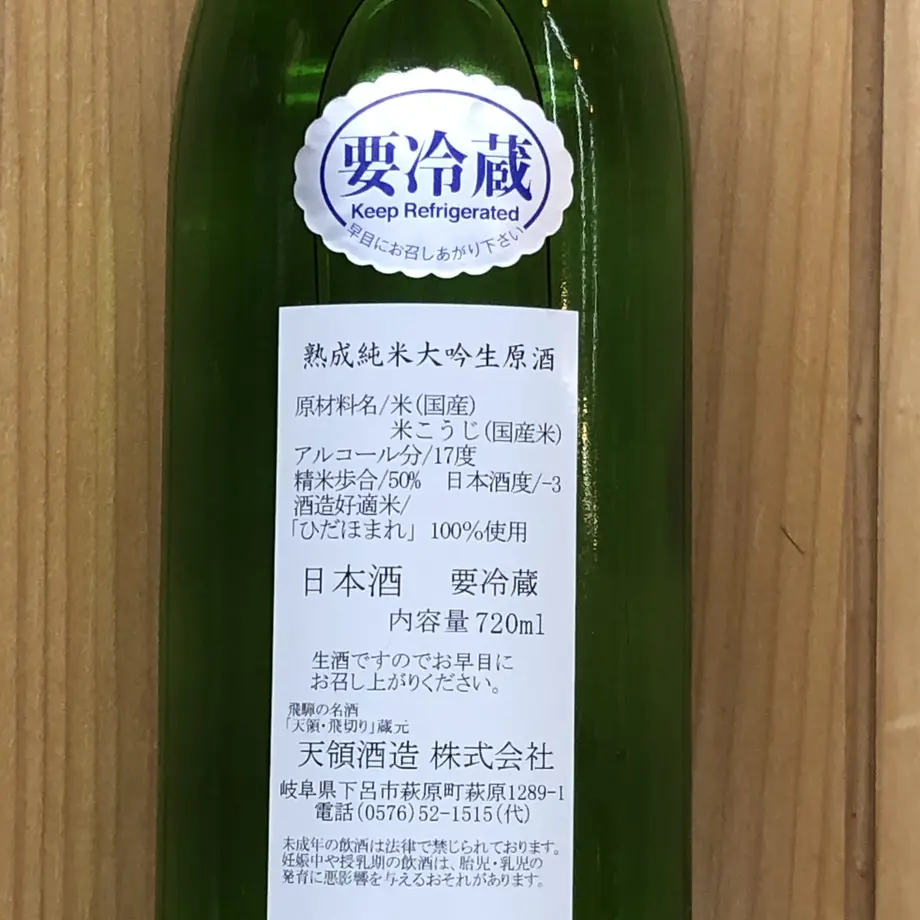 要冷蔵
Keep Refrigerated
早目にお召しあがり下さい
熟成純米大吟生原酒
原材料名/米(国産)
米こうじ(国産米)
アルコール分/17度
精米歩合/50% 日本酒度/-3
酒造好適米/
「ひだほまれ」100%使用
日本酒 要冷蔵
内容量 720ml
生酒ですのでお早目に
お召し上がりください。
飛騨の名酒
「天領・飛切り」蔵元
天領酒造 株式会社
岐阜県下呂市萩原町萩原1289-1
電話(0576)52-1515(代)
未成年の飲酒は法律で禁じられております。
妊娠中や授乳期の飲酒は、胎児・乳児の
発育に悪影響を与えるおそれがあります。